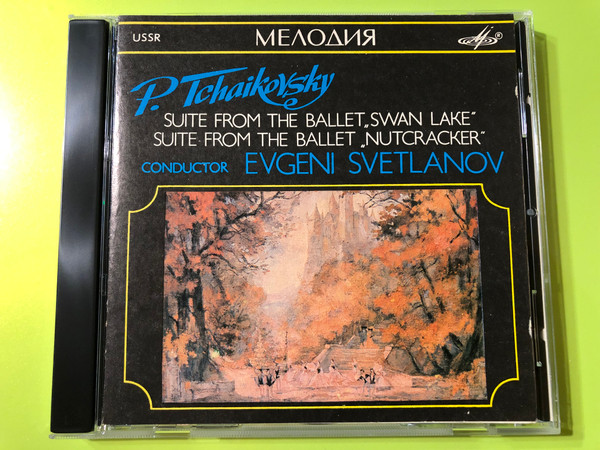 USSR
МЕЛОДИЯ
P. Tchaikovsky
SUITE FROM THE BALLET „SWAN LAKE”
SUITE FROM THE BALLET „NUTCRACKER”
CONDUCTOR EVGENI SVETLANOV